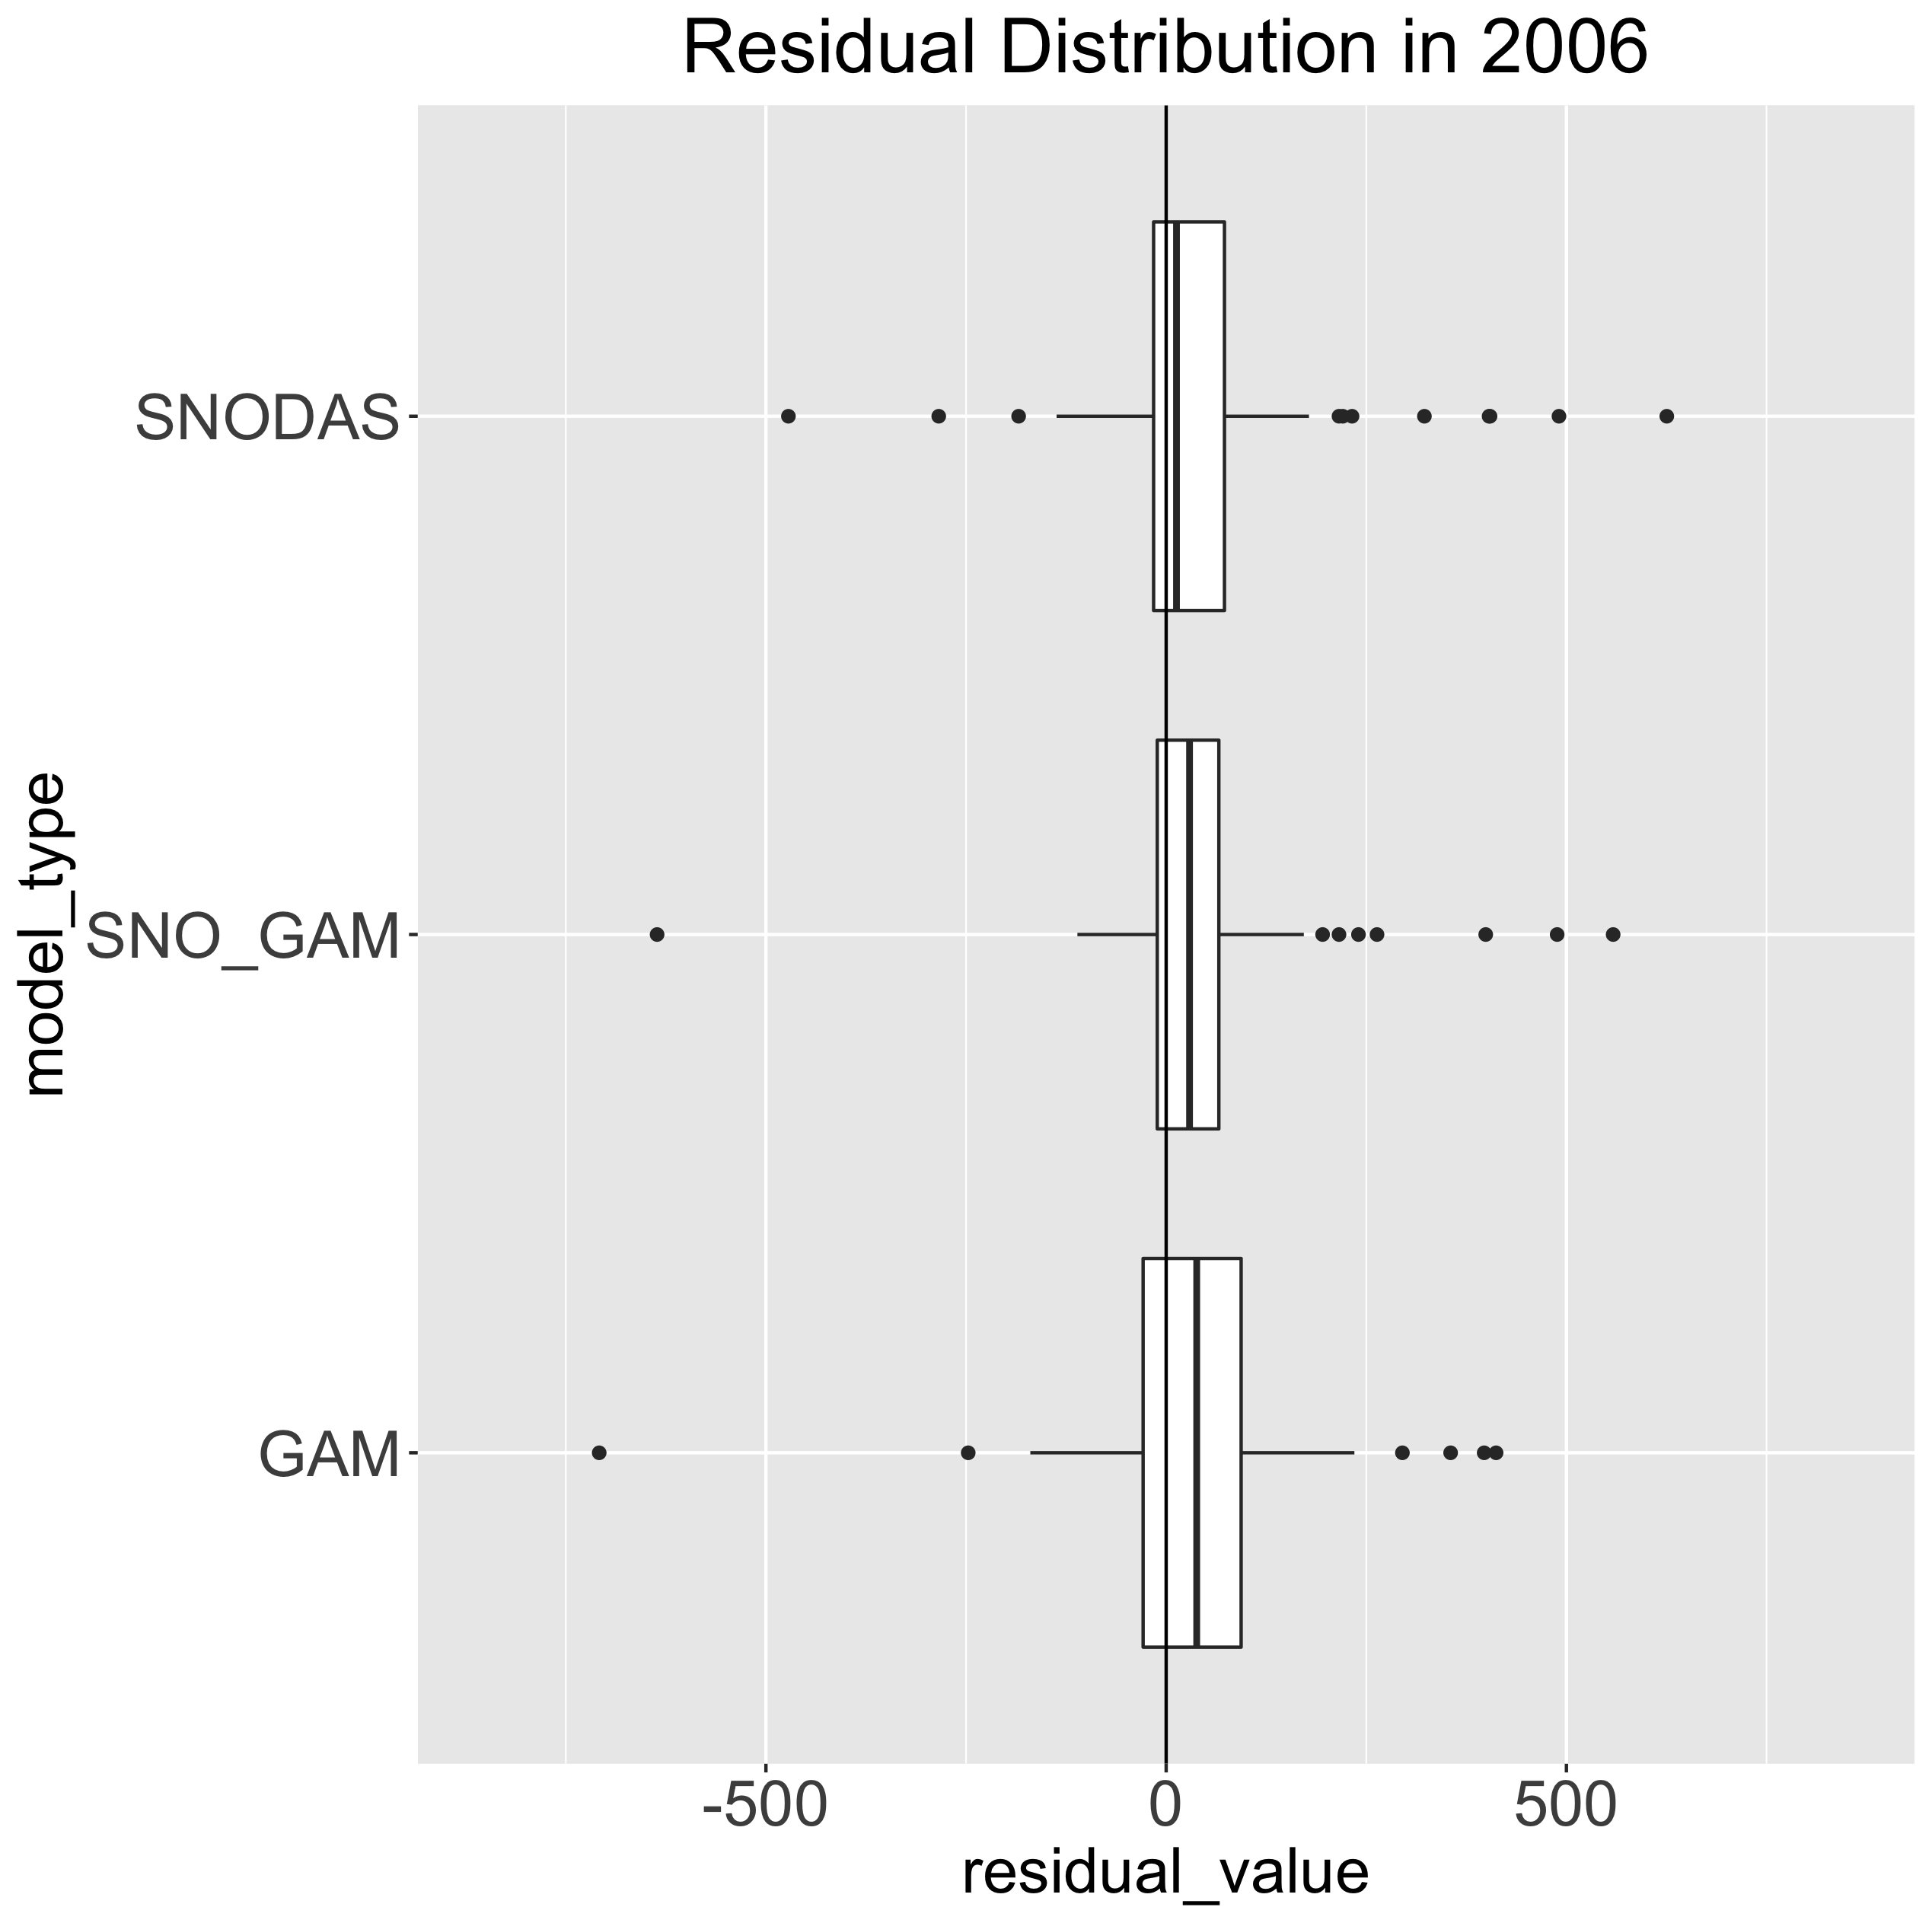 Residual Distribution in 2006
model_type
SNODAS
SNO_GAM
GAM
-500 0 500
residual_value